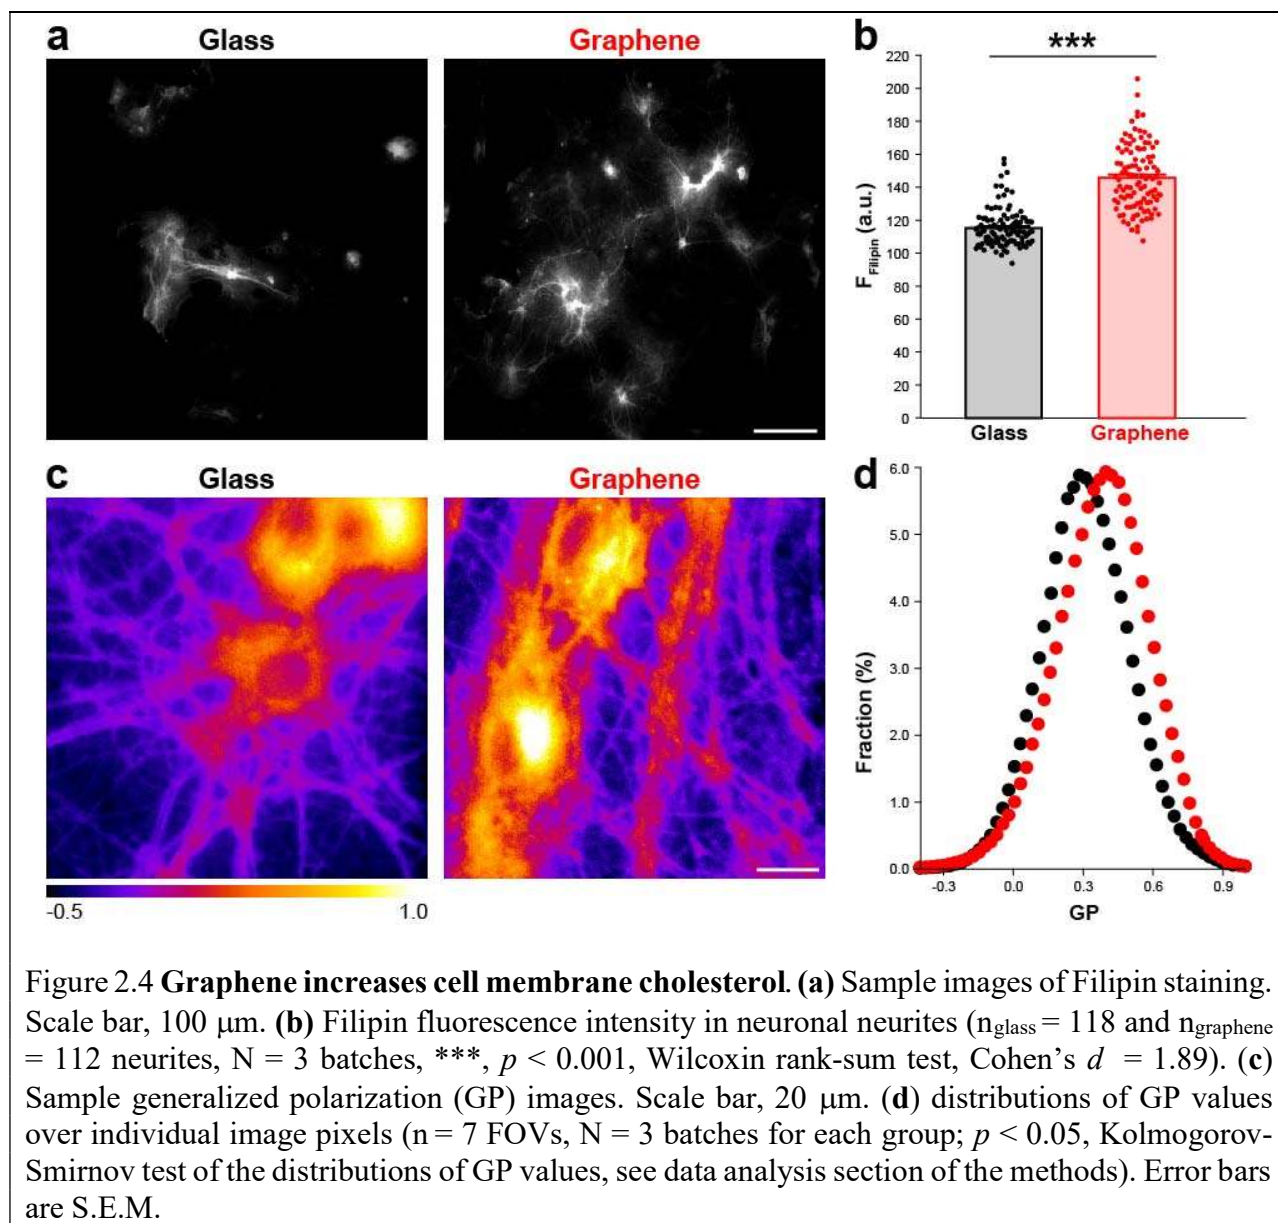 a
Glass
Graphene
b
***
220
200
180
160
140
120
100
80
60
40
20
0
F Filipin (a.u.)
Glass
Graphene
c
Glass
Graphene
-0.5
1.0
d
6.0
5.0
4.0
3.0
2.0
1.0
0.0
Fraction (%)
-0.3
0.0
0.3
0.6
0.9
GP
Figure 2.4 Graphene increases cell membrane cholesterol. (a) Sample images of Filipin staining.
Scale bar, 100 μm. (b) Filipin fluorescence intensity in neuronal neurites (nglass = 118 and ngraphene
= 112 neurites, N = 3 batches, ***, p < 0.001, Wilcoxin rank-sum test, Cohen’s d = 1.89). (c)
Sample generalized polarization (GP) images. Scale bar, 20 μm. (d) distributions of GP values
over individual image pixels (n = 7 FOVs, N = 3 batches for each group; p < 0.05, Kolmogorov-
Smirnov test of the distributions of GP values, see data analysis section of the methods). Error bars
are S.E.M.